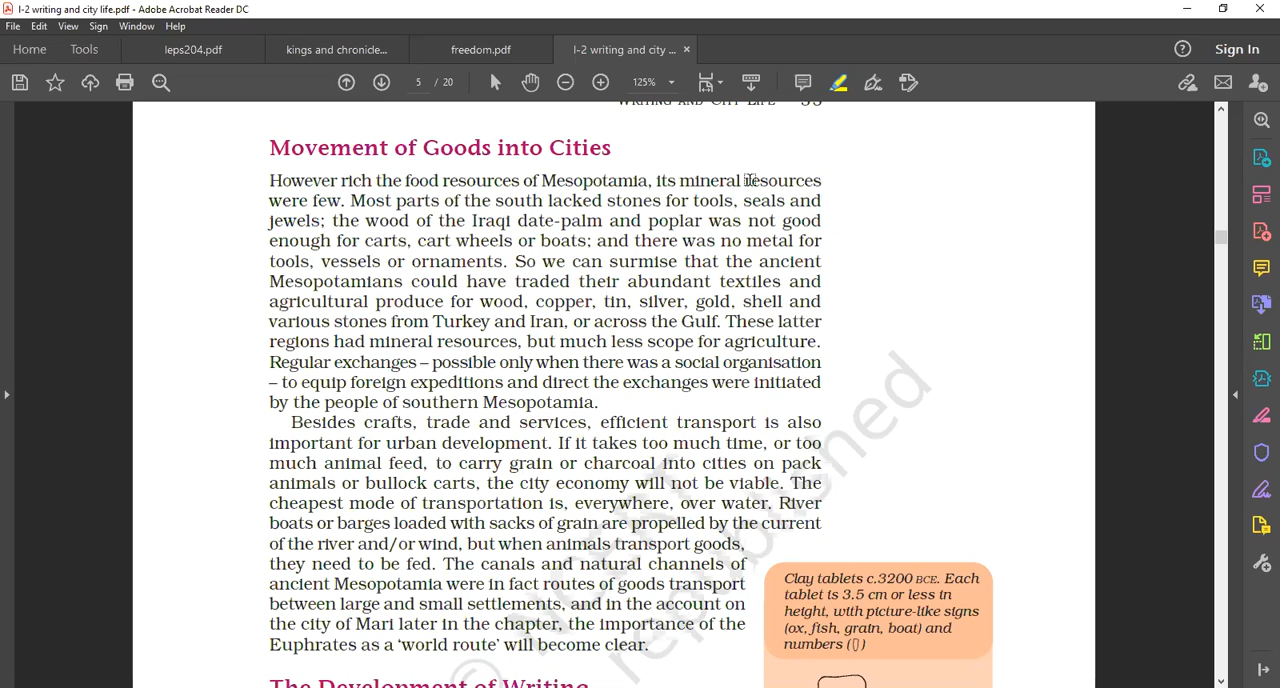 I-2 writing and city life.pdf - Adobe Acrobat Reader DC
File Edit View Sign Window Help
Home Tools leps204.pdf kings and chronicle... freedom.pdf I-2 writing and city ... × Sign In
5 / 20 125%
WRITING AND CITY LIFE 33
Movement of Goods into Cities
However rich the food resources of Mesopotamia, its mineral resources
were few. Most parts of the south lacked stones for tools, seals and
jewels; the wood of the Iraqi date-palm and poplar was not good
enough for carts, cart wheels or boats; and there was no metal for
tools, vessels or ornaments. So we can surmise that the ancient
Mesopotamians could have traded their abundant textiles and
agricultural produce for wood, copper, tin, silver, gold, shell and
various stones from Turkey and Iran, or across the Gulf. These latter
regions had mineral resources, but much less scope for agriculture.
Regular exchanges – possible only when there was a social organisation
– to equip foreign expeditions and direct the exchanges were initiated
by the people of southern Mesopotamia.
Besides crafts, trade and services, efficient transport is also
important for urban development. If it takes too much time, or too
much animal feed, to carry grain or charcoal into cities on pack
animals or bullock carts, the city economy will not be viable. The
cheapest mode of transportation is, everywhere, over water. River
boats or barges loaded with sacks of grain are propelled by the current
of the river and/or wind, but when animals transport goods,
they need to be fed. The canals and natural channels of
ancient Mesopotamia were in fact routes of goods transport
between large and small settlements, and in the account on
the city of Mari later in the chapter, the importance of the
Euphrates as a ‘world route’ will become clear.
Clay tablets c.3200 BCE. Each
tablet is 3.5 cm or less in
height, with picture-like signs
(ox, fish, grain, boat) and
numbers ()
The Development of Writing
© NCERT
republished